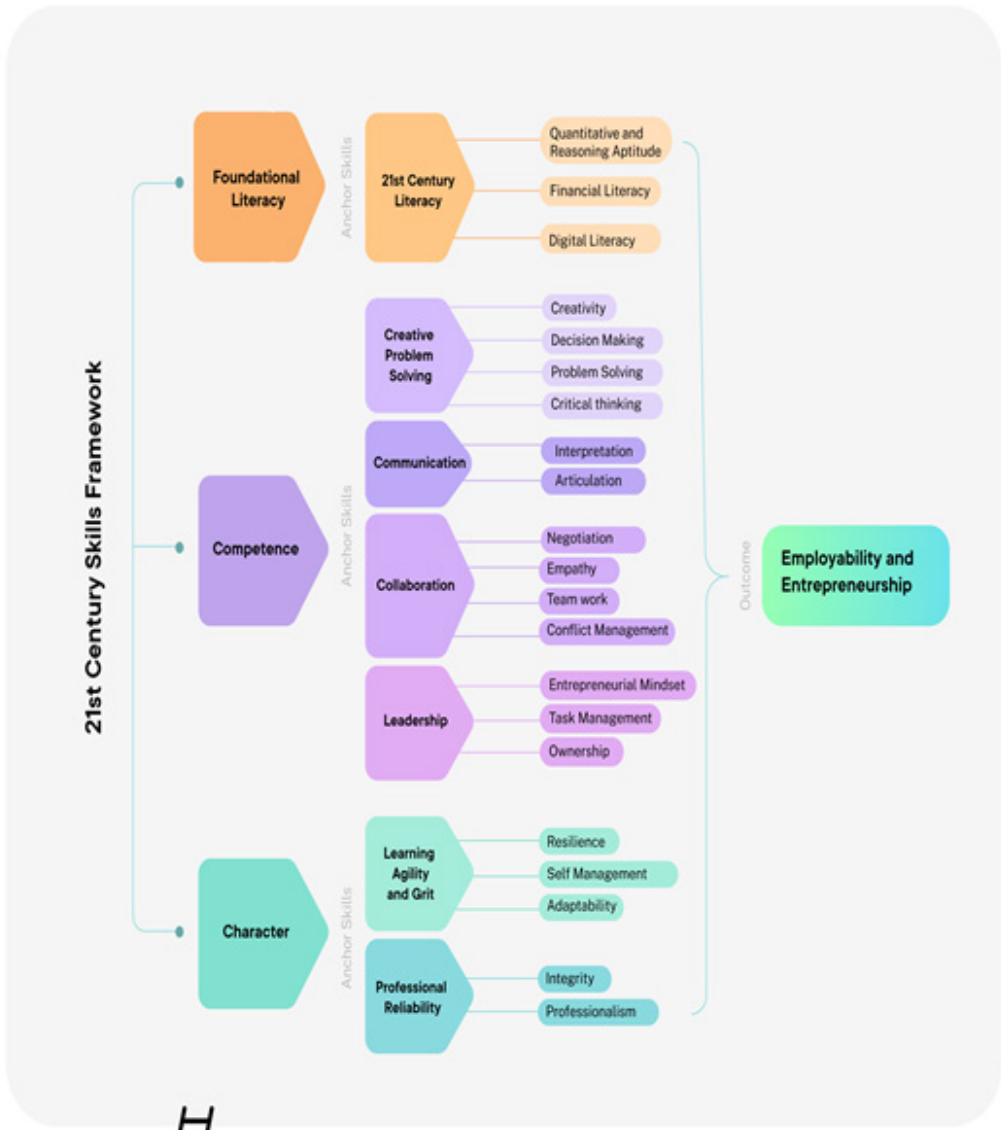 21st Century Skills Framework
Foundational
Literacy
Anchor Skills
21st Century
Literacy
Quantitative and
Reasoning Aptitude
Financial Literacy
Digital Literacy
Competence
Anchor Skills
Creative
Problem
Solving
Creativity
Decision Making
Problem Solving
Critical thinking
Communication
Interpretation
Articulation
Collaboration
Negotiation
Empathy
Team work
Conflict Management
Leadership
Entrepreneurial Mindset
Task Management
Ownership
Character
Anchor Skills
Learning
Agility
and Grit
Resilience
Self Management
Adaptability
Professional
Reliability
Integrity
Professionalism
Outcome
Employability and
Entrepreneurship